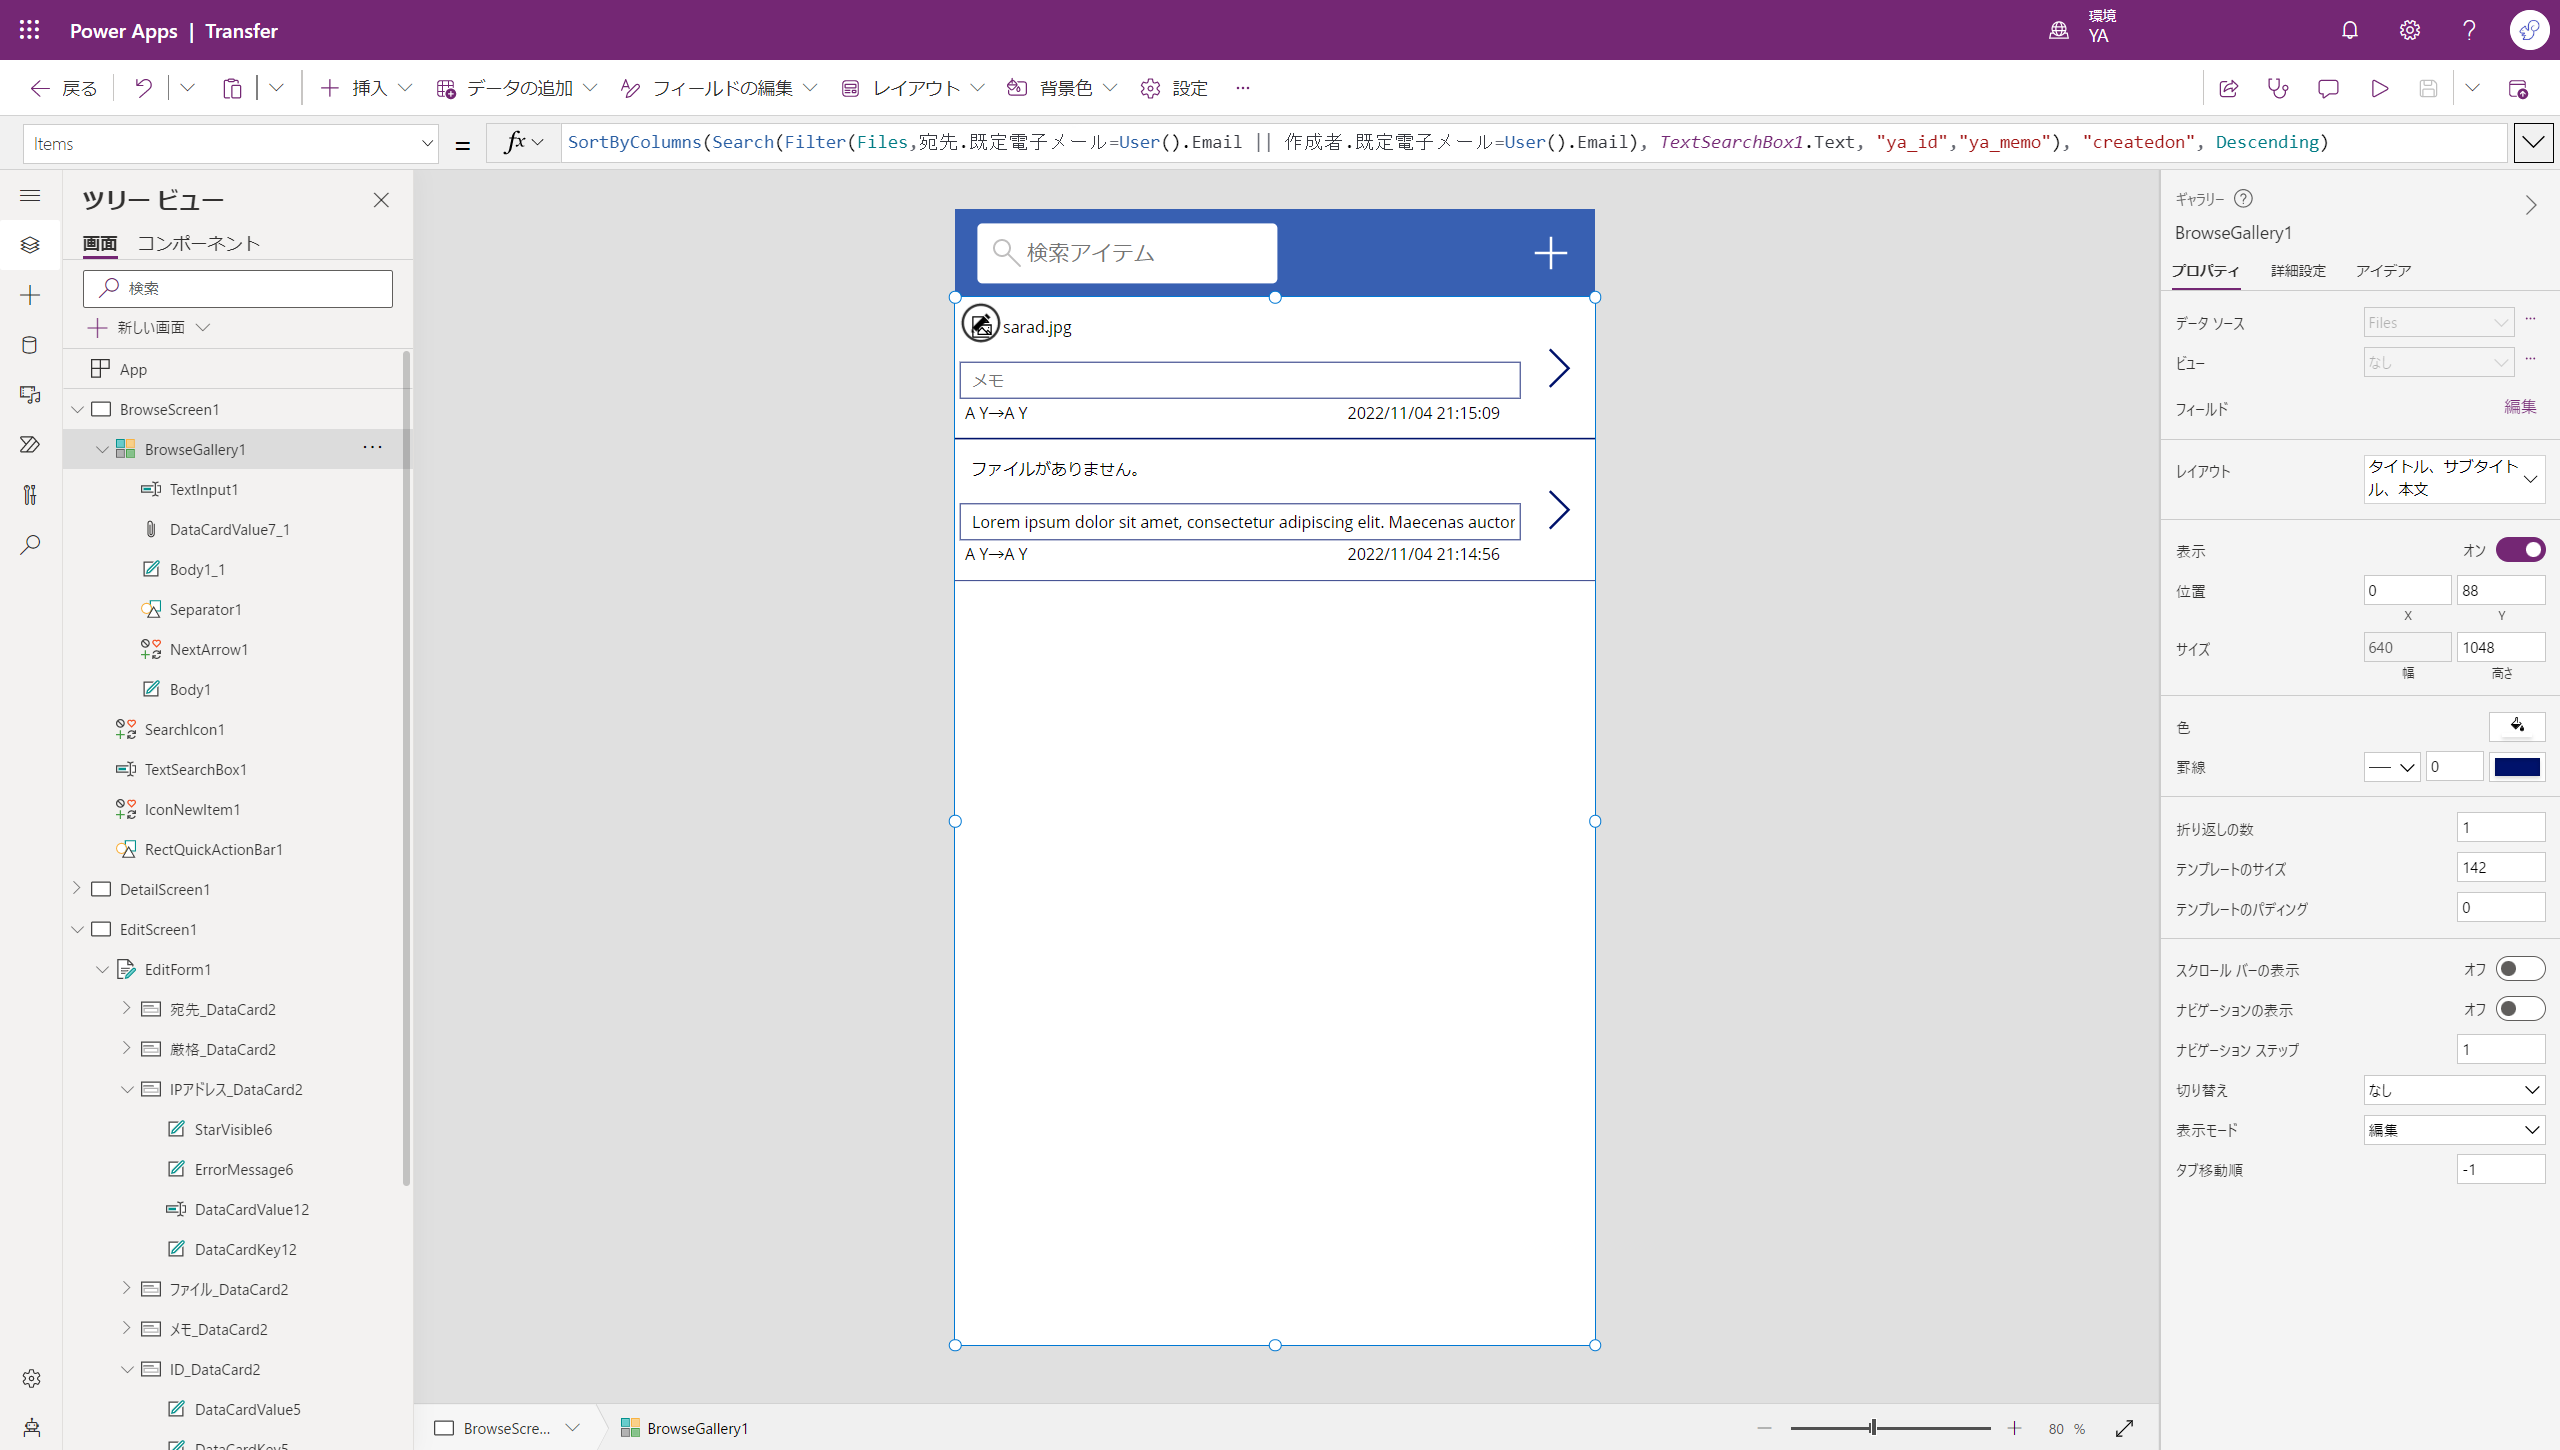 Power Apps | Transfer
環境
YA
戻る
挿入
データの追加
フィールドの編集
レイアウト
背景色
設定
Items
= fx SortByColumns(Search(Filter(Files,宛先.既定電子メール=User().Email || 作成者.既定電子メール=User().Email), TextSearchBox1.Text, "ya_id","ya_memo"), "createdon", Descending)
ツリー ビュー
画面 コンポーネント
検索
新しい画面
App
BrowseScreen1
BrowseGallery1
TextInput1
DataCardValue7_1
Body1_1
Separator1
NextArrow1
Body1
SearchIcon1
TextSearchBox1
IconNewItem1
RectQuickActionBar1
DetailScreen1
EditScreen1
EditForm1
宛先_DataCard2
厳格_DataCard2
IPアドレス_DataCard2
StarVisible6
ErrorMessage6
DataCardValue12
DataCardKey12
ファイル_DataCard2
メモ_DataCard2
ID_DataCard2
DataCardValue5
DataCardKey5
検索アイテム
sarad.jpg
メモ
A Y→A Y 2022/11/04 21:15:09
ファイルがありません。
Lorem ipsum dolor sit amet, consectetur adipiscing elit. Maecenas auctor
A Y→A Y 2022/11/04 21:14:56
BrowseScre... BrowseGallery1
80 %
ギャラリー
BrowseGallery1
プロパティ 詳細設定 アイデア
データ ソース Files
ビュー なし
フィールド 編集
レイアウト タイトル、サブタイト
ル、本文
表示 オン
位置 0 88
X Y
サイズ 640 1048
幅 高さ
色
罫線 0
折り返しの数 1
テンプレートのサイズ 142
テンプレートのパディング 0
スクロール バーの表示 オフ
ナビゲーションの表示 オフ
ナビゲーション ステップ 1
切り替え なし
表示モード 編集
タブ移動順 -1